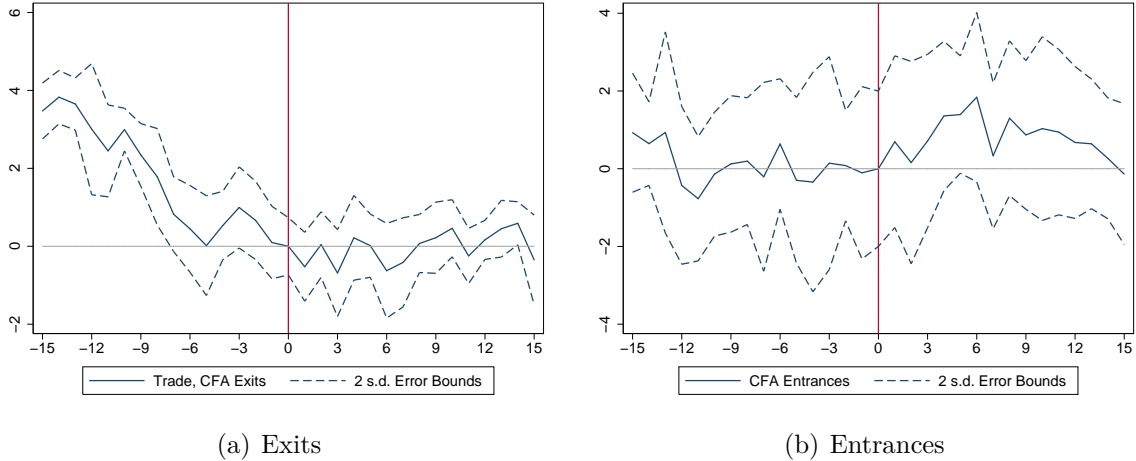 6
4
2
0
−2
−15 −12 −9 −6 −3 0 3 6 9 12 15
Trade, CFA Exits 2 s.d. Error Bounds
(a) Exits
4
2
0
−2
−4
−15 −12 −9 −6 −3 0 3 6 9 12 15
CFA Entrances 2 s.d. Error Bounds
(b) Entrances